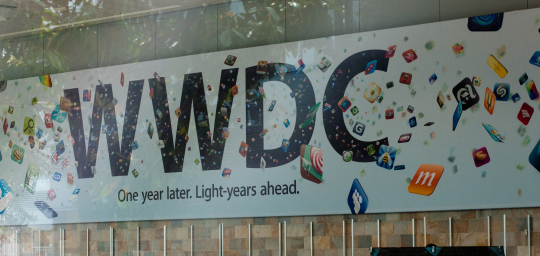 WWDC
One year later. Light-years ahead.
m